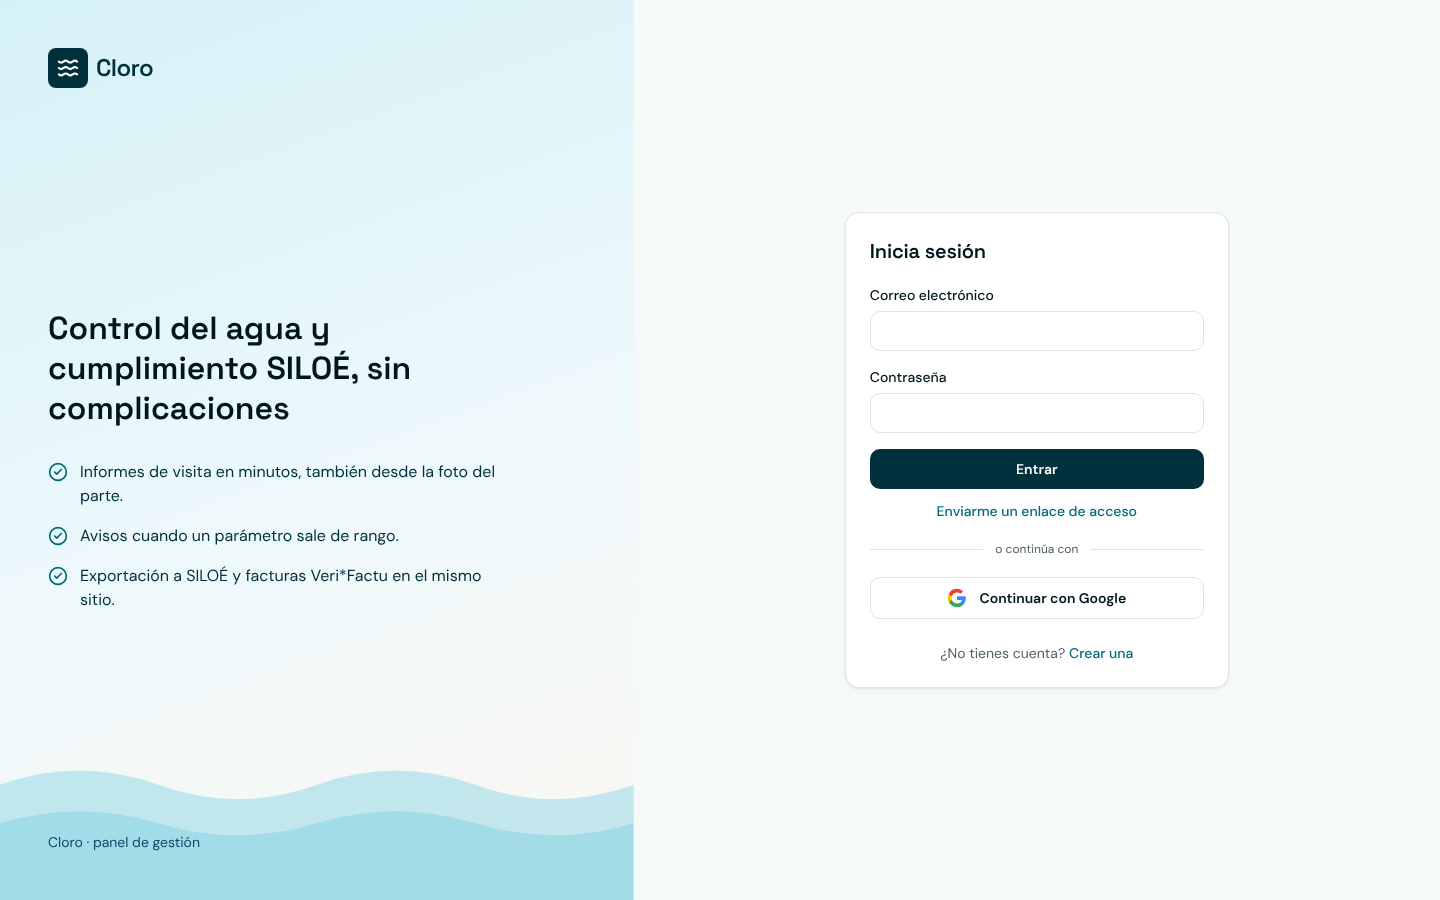 Cloro
Control del agua y
cumplimiento SILOÉ, sin
complicaciones
Informes de visita en minutos, también desde la foto del
parte.
Avisos cuando un parámetro sale de rango.
Exportación a SILOÉ y facturas Veri*Factu en el mismo
sitio.
Cloro · panel de gestión
Inicia sesión
Correo electrónico
Contraseña
Entrar
Enviarme un enlace de acceso
o continúa con
Continuar con Google
¿No tienes cuenta? Crear una